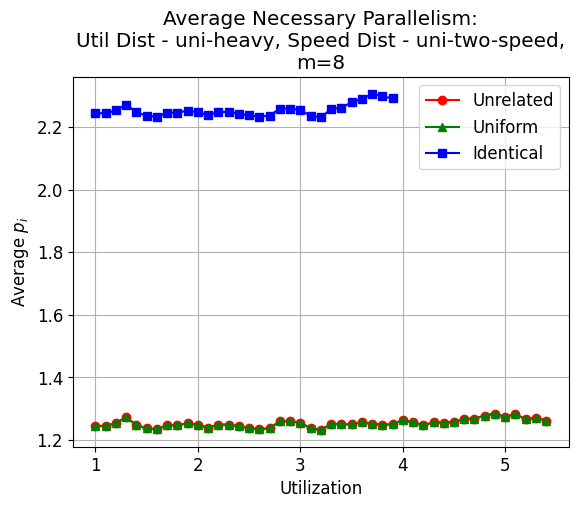 Average Necessary Parallelism:
Util Dist - uni-heavy, Speed Dist - uni-two-speed,
m=8
Unrelated
Uniform
Identical
2.2
2.0
1.8
1.6
1.4
1.2
Average p_i
1 2 3 4 5
Utilization